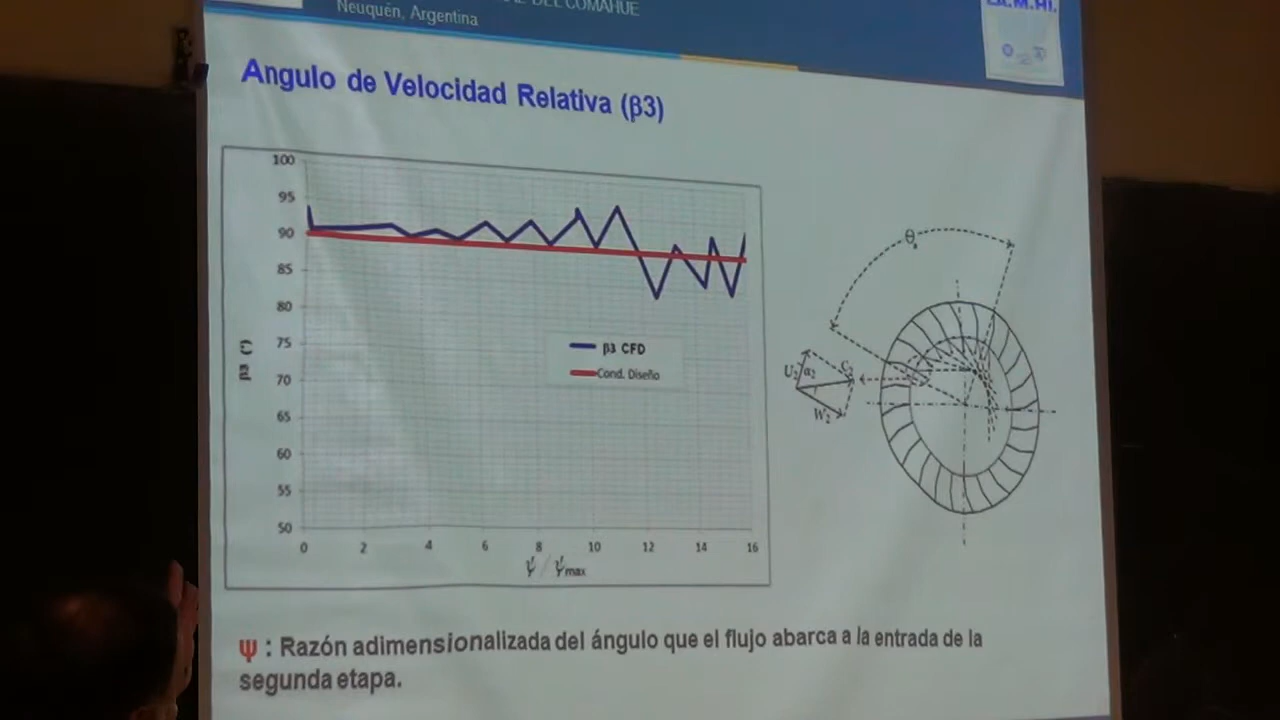 DEL COMAHUE
Neuquén, Argentina
Angulo de Velocidad Relativa (β3)
100
95
90
85
80
75
70
65
60
55
50
β3 (°)
β3 CFD
Cond. Diseño
0 2 4 6 8 10 12 14 16
ψ / ψmax
θ
U2 α2 C2
W2
ψ : Razón adimensionalizada del ángulo que el flujo abarca a la entrada de la
segunda etapa.